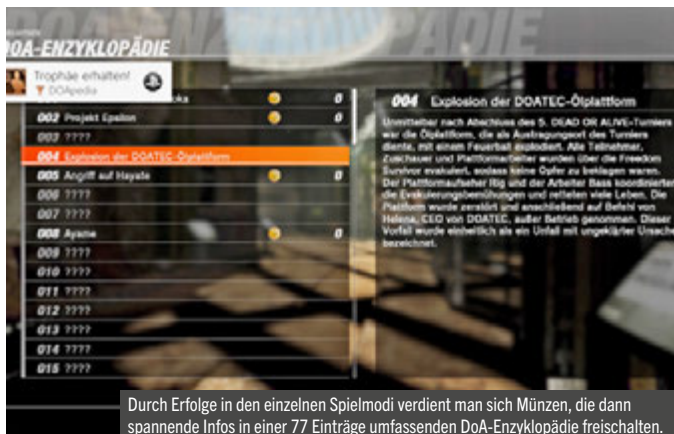 DOA-ENZYKLOPÄDIE
Trophäe erhalten!
DOApedia
0
002 Projekt Epsilon 0
003 ????
004 Explosion der DOATEC-Ölplattform
005 Angriff auf Hayate 0
006 ????
007 ????
008 Ayame 0
009 ????
010 ????
011 ????
012 ????
013 ????
014 ????
015 ????
004 Explosion der DOATEC-Ölplattform
Unmittelbar nach Abschluss des 5. DEAD OR ALIVE-Turniers
war die Ölplattform, die als Austragungsort des Turniers
diente, mit einem Feuerball explodiert. Alle Teilnehmer,
Zuschauer und Plattformarbeiter wurden über die Freedom
Survivor evakuiert, sodass keine Opfer zu beklagen waren.
Der Plattformaufseher Rig und der Arbeiter Bass koordinierten
die Evakuierungsbemühungen und retteten viele Leben. Die
Plattform wurde zerstört und anschließend auf Befehl von
Helena, CEO von DOATEC, außer Betrieb genommen. Dieser
Vorfall wurde einheitlich als ein Unfall mit ungeklärter Ursache
bezeichnet.
Durch Erfolge in den einzelnen Spielmodi verdient man sich Münzen, die dann
spannende Infos in einer 77 Einträge umfassenden DoA-Enzyklopädie freischalten.